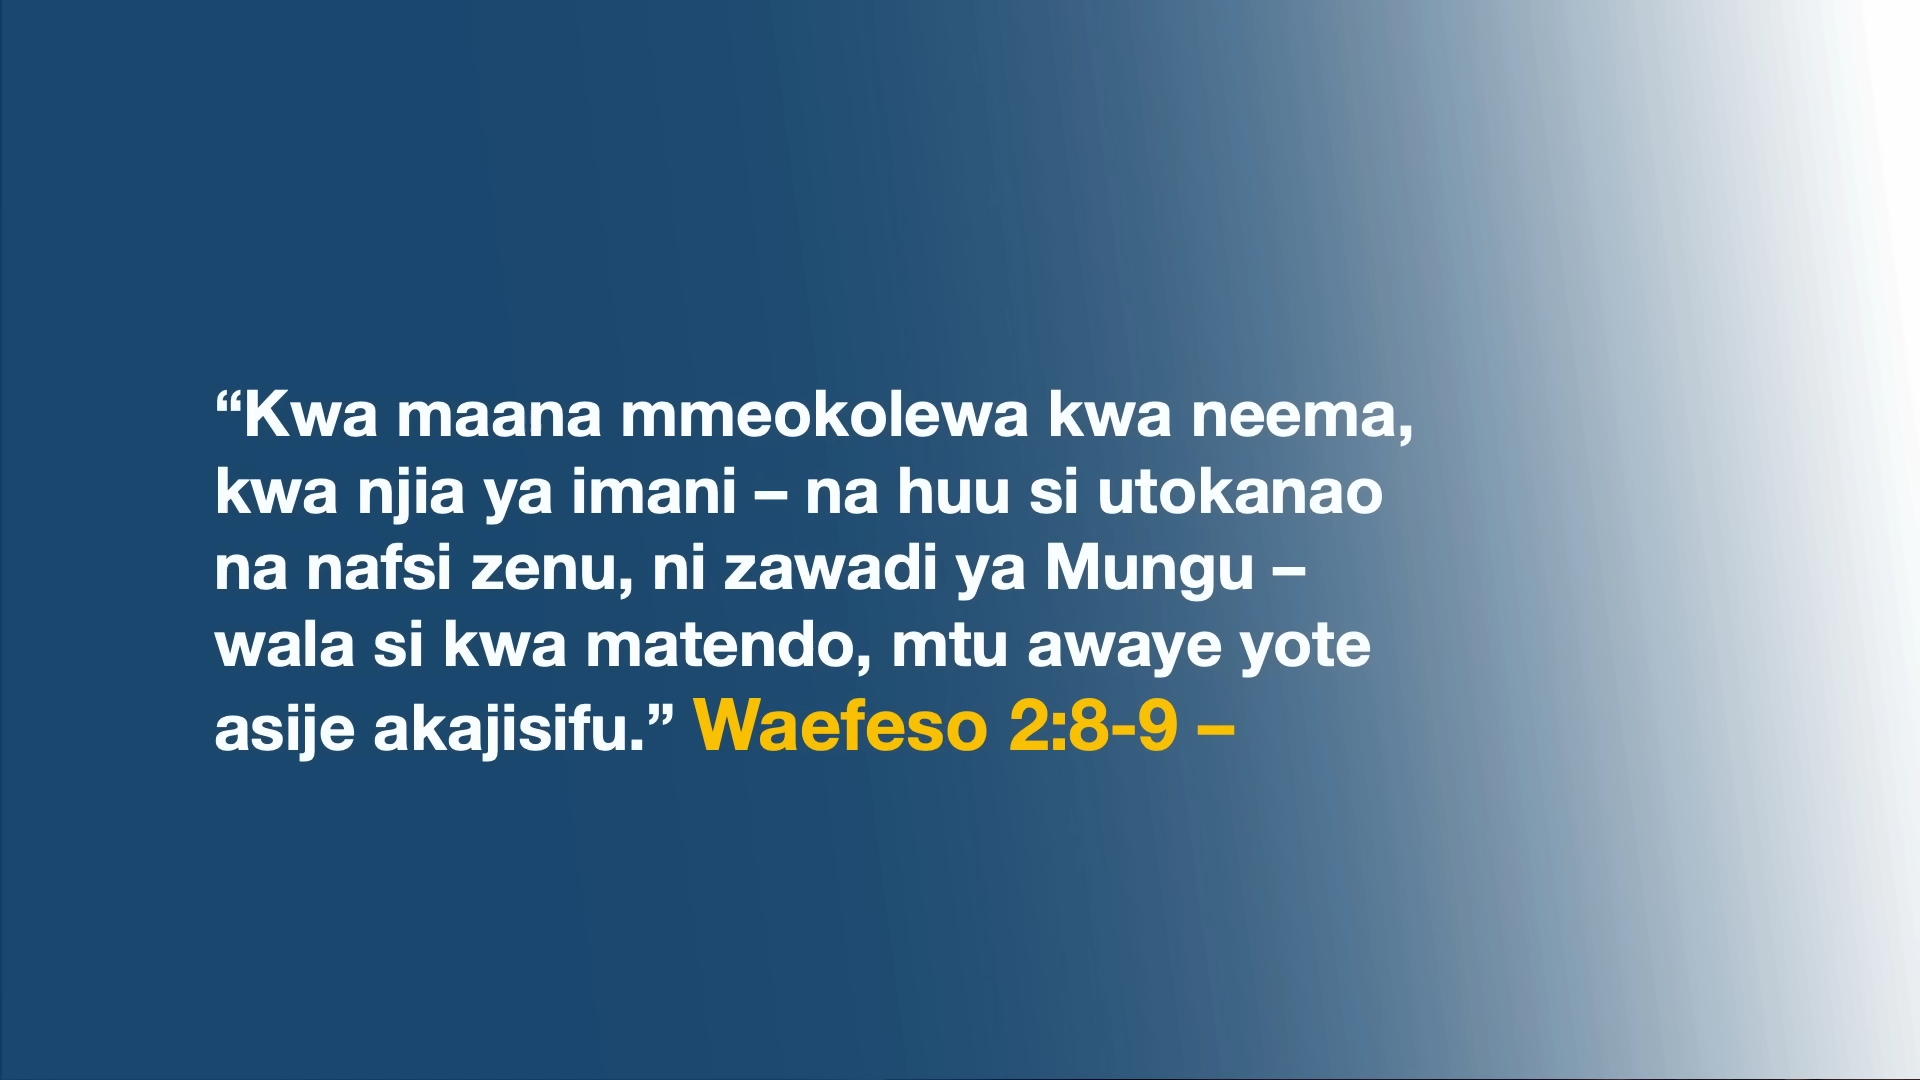 “Kwa maana mmeokolewa kwa neema,
kwa njia ya imani – na huu si utokanao
na nafsi zenu, ni zawadi ya Mungu –
wala si kwa matendo, mtu awaye yote
asije akajisifu.” Waefeso 2:8-9 –